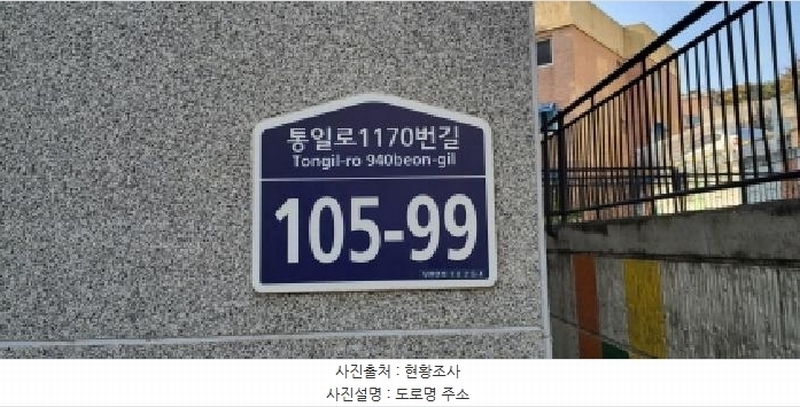 통일로1170번길
Tongil-ro 940beon-gil
105-99
사진출처 : 현황조사
사진설명 : 도로명 주소